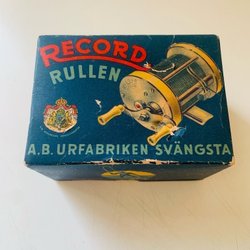 RECORD
RULLEN
A.B. URFABRIKEN SVÄNGSTA